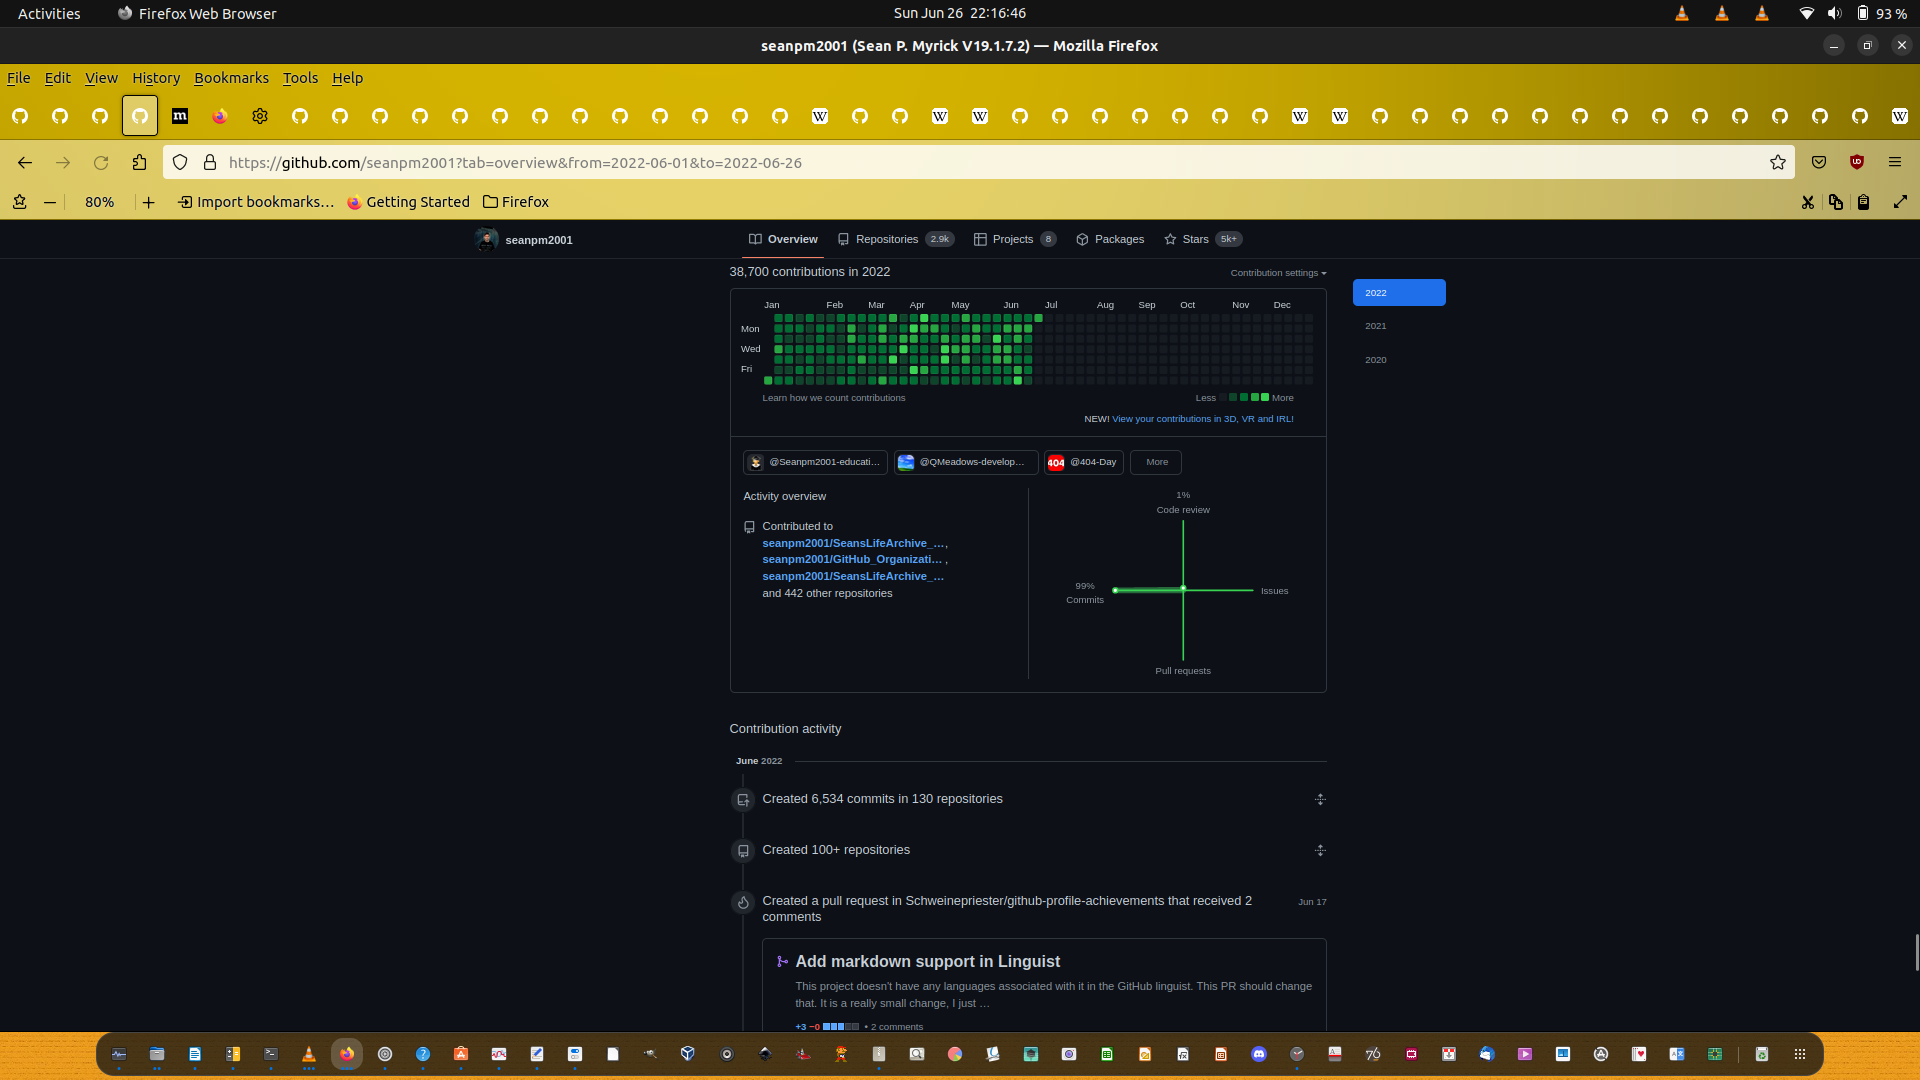 Activities
Firefox Web Browser
Sun Jun 26 22:16:46
93 %
seanpm2001 (Sean P. Myrick V19.1.7.2) — Mozilla Firefox
File Edit View History Bookmarks Tools Help
https://github.com/seanpm2001?tab=overview&from=2022-06-01&to=2022-06-26
80%
Import bookmarks…
Getting Started
Firefox
seanpm2001
Overview
Repositories 2.9k
Projects 8
Packages
Stars 5k+
38,700 contributions in 2022
Contribution settings
2022
2021
2020
Jan Feb Mar Apr May Jun Jul Aug Sep Oct Nov Dec
Mon
Wed
Fri
Learn how we count contributions
Less More
NEW! View your contributions in 3D, VR and IRL!
@Seanpm2001-educati…
@QMeadows-develop…
404 @404-Day
More
Activity overview
Contributed to
seanpm2001/SeansLifeArchive_… ,
seanpm2001/GitHub_Organizati… ,
seanpm2001/SeansLifeArchive_…
and 442 other repositories
1%
Code review
99%
Commits
Issues
Pull requests
Contribution activity
June 2022
Created 6,534 commits in 130 repositories
Created 100+ repositories
Created a pull request in Schweinepriester/github-profile-achievements that received 2
comments
Jun 17
Add markdown support in Linguist
This project doesn't have any languages associated with it in the GitHub linguist. This PR should change
that. It is a really small change, I just …
+3 −0 • 2 comments